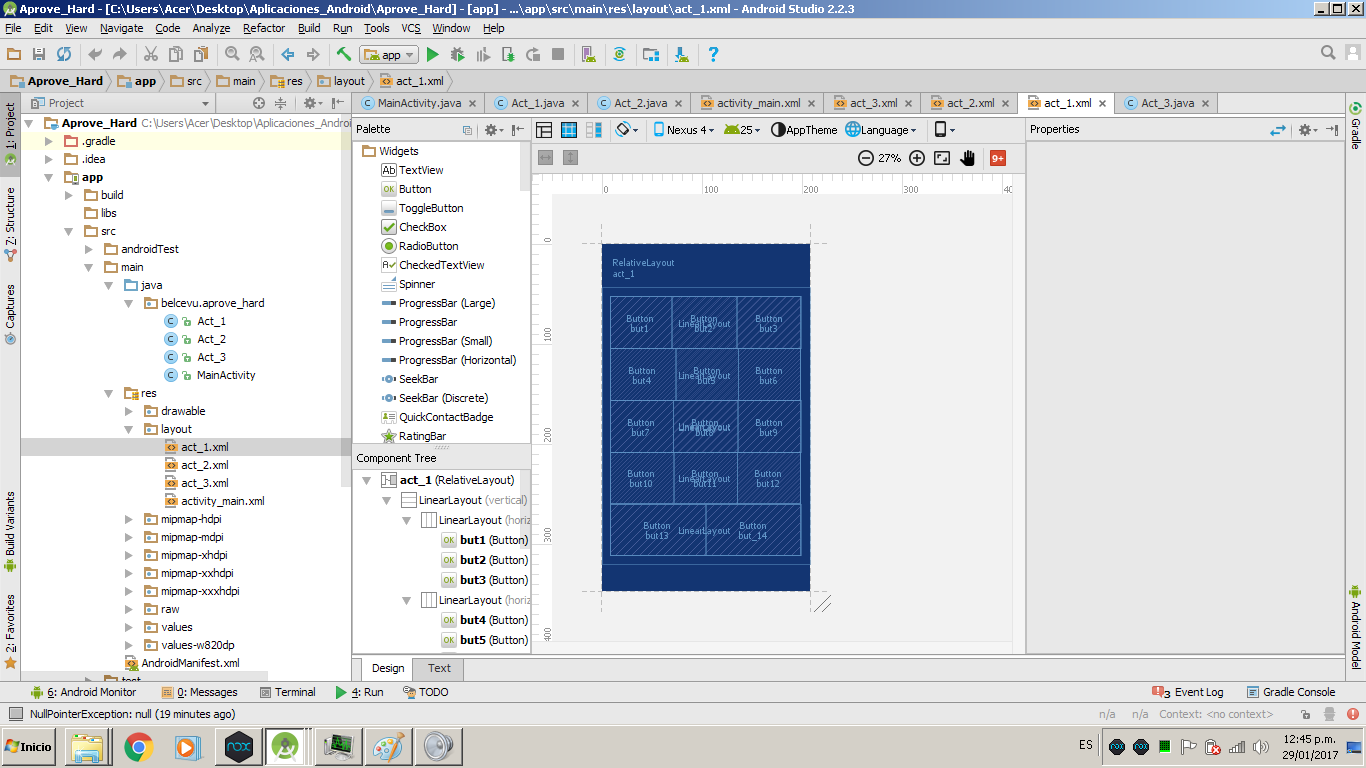 Aprove_Hard - [C:\Users\Acer\Desktop\Aplicaciones_Android\Aprove_Hard] - [app] - ...\app\src\main\res\layout\act_1.xml - Android Studio 2.2.3
File Edit View Navigate Code Analyze Refactor Build Run Tools VCS Window Help
app
Aprove_Hard app src main res layout act_1.xml
Project
MainActivity.java Act_1.java Act_2.java activity_main.xml act_3.xml act_2.xml act_1.xml Act_3.java
1: Project
Z: Structure
Captures
Build Variants
2: Favorites
Aprove_Hard C:\Users\Acer\Desktop\Aplicaciones_Androi
.gradle
.idea
app
build
libs
src
androidTest
main
java
belcevu.aprove_hard
Act_1
Act_2
Act_3
MainActivity
res
drawable
layout
act_1.xml
act_2.xml
act_3.xml
activity_main.xml
mipmap-hdpi
mipmap-mdpi
mipmap-xhdpi
mipmap-xxhdpi
mipmap-xxxhdpi
raw
values
values-w820dp
AndroidManifest.xml
test
Palette
Widgets
TextView
Button
ToggleButton
CheckBox
RadioButton
CheckedTextView
Spinner
ProgressBar (Large)
ProgressBar
ProgressBar (Small)
ProgressBar (Horizontal)
SeekBar
SeekBar (Discrete)
QuickContactBadge
RatingBar
Component Tree
act_1 (RelativeLayout)
LinearLayout (vertical)
LinearLayout (horiz
OK but1 (Button)
OK but2 (Button)
OK but3 (Button)
LinearLayout (horiz
OK but4 (Button)
OK but5 (Button)
Nexus 4 25 AppTheme Language
27% 9+
0 100 200 300 40
0
100
200
300
400
RelativeLayout
act_1
Button but1 Button but2 LinearLayout Button but3
Button but4 Button but5 LinearLayout Button but6
Button but7 Button but8 LinearLayout Button but9
Button but10 Button but11 LinearLayout Button but12
Button but13 LinearLayout Button but_14
Design Text
Properties
Gradle
Android Model
6: Android Monitor 0: Messages Terminal 4: Run TODO 3 Event Log Gradle Console
NullPointerException: null (19 minutes ago) n/a n/a Context: <no context>
Inicio nox ES 12:45 p.m.
29/01/2017